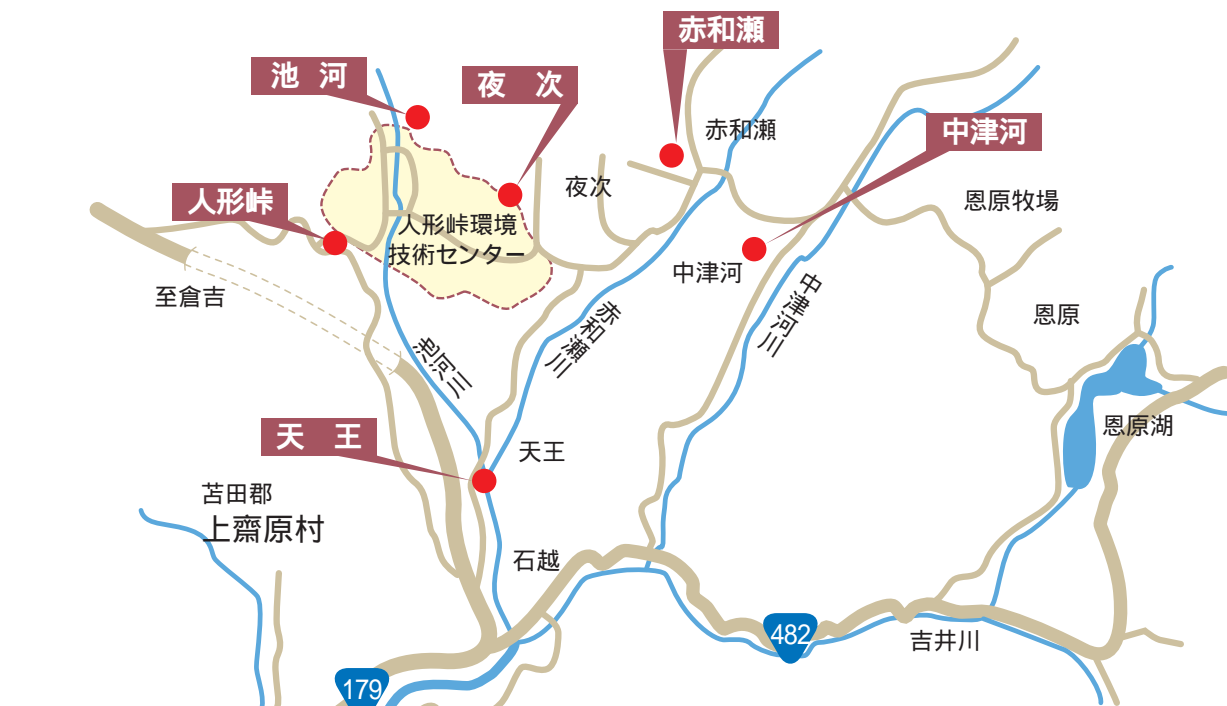 赤和瀬
池 河
夜 次
赤和瀬
中津河
夜次
人形峠
恩原牧場
人形峠環境
技術センター
中津河
至倉吉
恩原
中津河川
赤和瀬川
池河川
恩原湖
天 王
天王
苫田郡
上齋原村
石越
482
吉井川
179